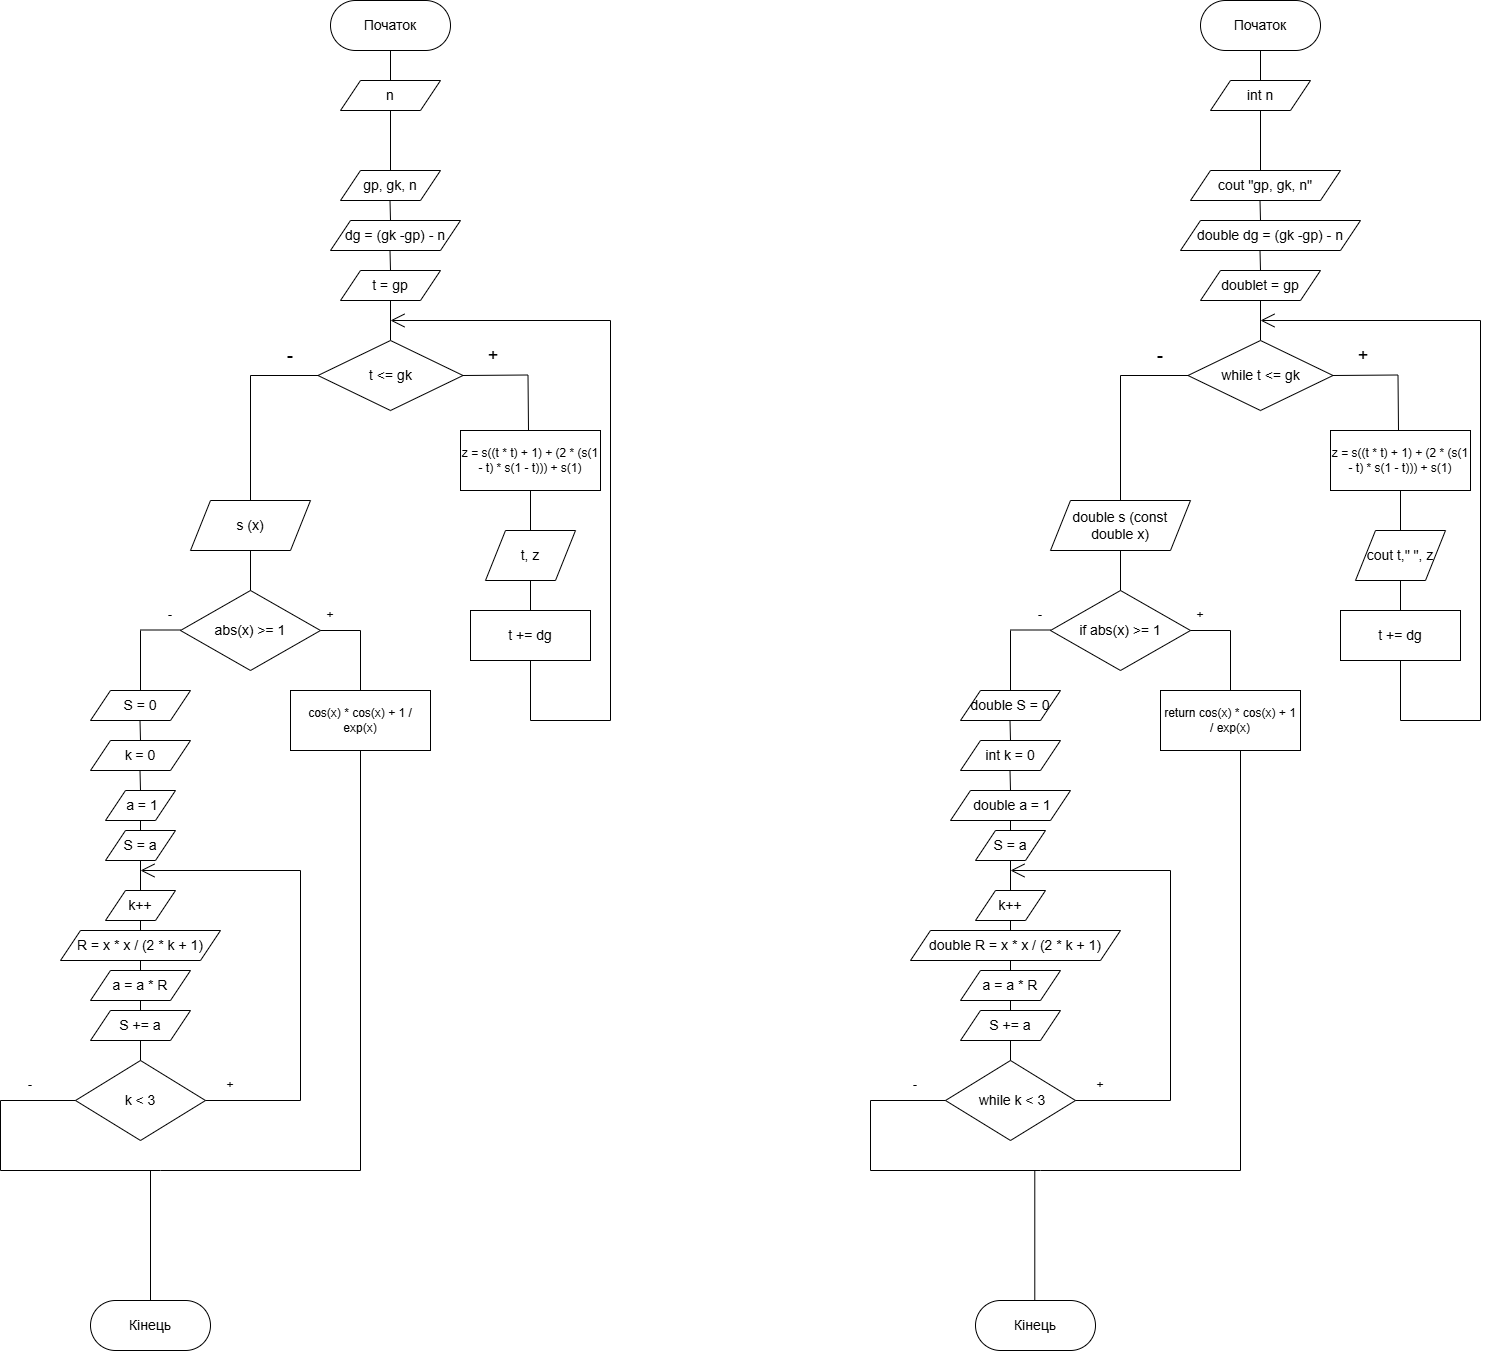 Початок
n
gp, gk, n
dg = (gk -gp) - n
t = gp
-
+
t <= gk
z = s((t * t) + 1) + (2 * (s(1
- t) * s(1 - t))) + s(1)
s (x)
t, z
-
+
abs(x) >= 1
t += dg
S = 0
cos(x) * cos(x) + 1 /
exp(x)
k = 0
a = 1
S = a
k++
R = x * x / (2 * k + 1)
a = a * R
S += a
-
+
k < 3
Кінець
Початок
int n
cout "gp, gk, n"
double dg = (gk -gp) - n
doublet = gp
-
+
while t <= gk
z = s((t * t) + 1) + (2 * (s(1
- t) * s(1 - t))) + s(1)
double s (const
double x)
cout t," ", z
-
+
if abs(x) >= 1
t += dg
double S = 0
return cos(x) * cos(x) + 1
/ exp(x)
int k = 0
double a = 1
S = a
k++
double R = x * x / (2 * k + 1)
a = a * R
S += a
-
+
while k < 3
Кінець